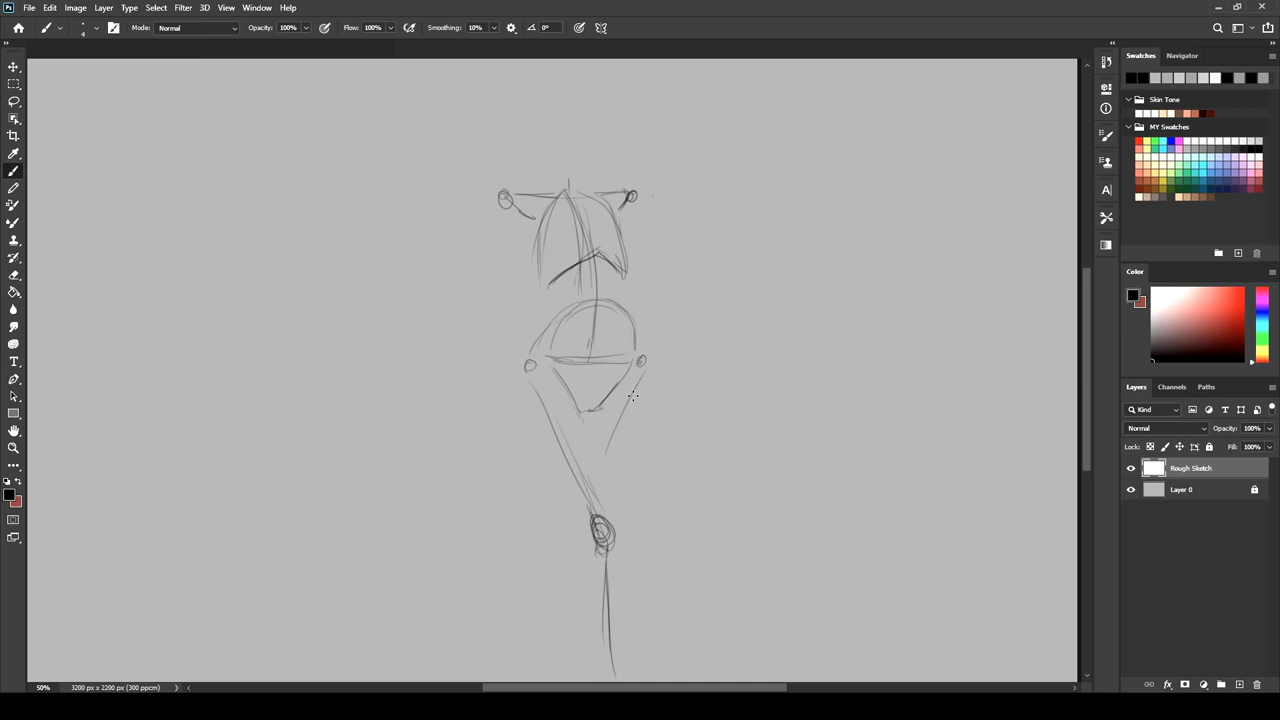 Ps File Edit Image Layer Type Select Filter 3D View Window Help
4 Mode: Normal Opacity: 100% Flow: 100% Smoothing: 10% 0°
Swatches Navigator
Skin Tone
MY Swatches
Color
Layers Channels Paths
Kind
Normal Opacity: 100%
Lock: Fill: 100%
Rough Sketch
Layer 0
50% 3200 px x 2200 px (300 ppcm)